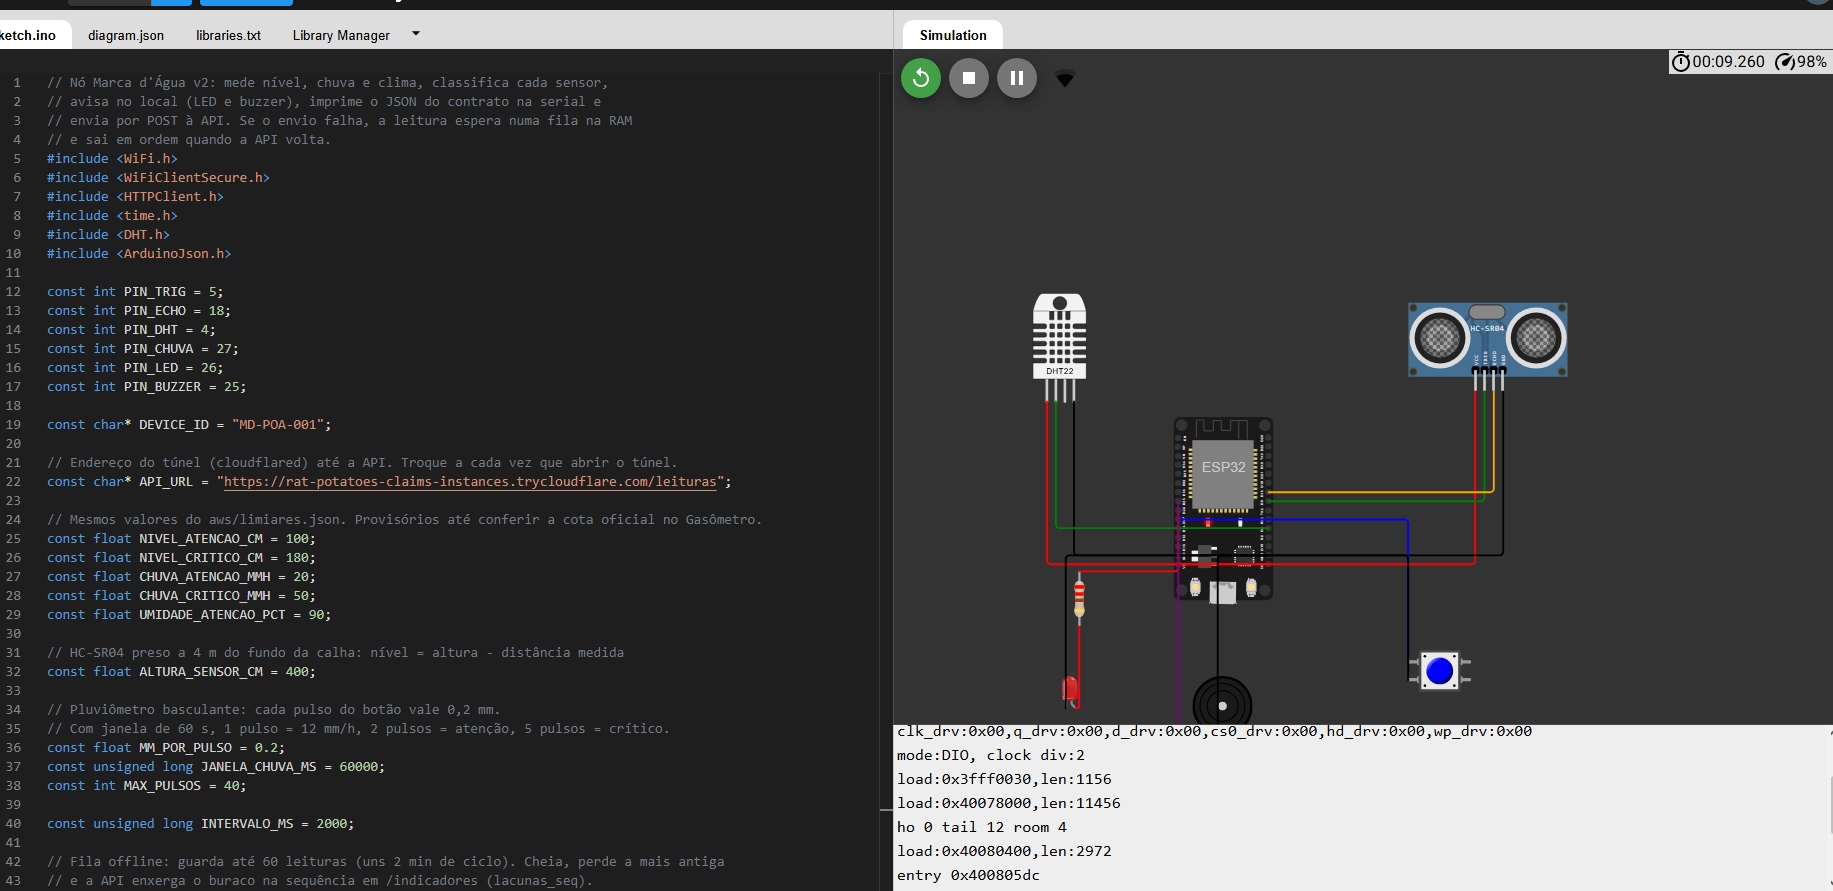 ketch.ino
diagram.json
libraries.txt
Library Manager
Simulation
1 // Nó Marca d'Água v2: mede nível, chuva e clima, classifica cada sensor,
2 // avisa no local (LED e buzzer), imprime o JSON do contrato na serial e
3 // envia por POST à API. Se o envio falha, a leitura espera numa fila na RAM
4 // e sai em ordem quando a API volta.
5 #include <WiFi.h>
6 #include <WiFiClientSecure.h>
7 #include <HTTPClient.h>
8 #include <time.h>
9 #include <DHT.h>
10 #include <ArduinoJson.h>
11
12 const int PIN_TRIG = 5;
13 const int PIN_ECHO = 18;
14 const int PIN_DHT = 4;
15 const int PIN_CHUVA = 27;
16 const int PIN_LED = 26;
17 const int PIN_BUZZER = 25;
18
19 const char* DEVICE_ID = "MD-POA-001";
20
21 // Endereço do túnel (cloudflared) até a API. Troque a cada vez que abrir o túnel.
22 const char* API_URL = "https://rat-potatoes-claims-instances.trycloudflare.com/leituras";
23
24 // Mesmos valores do aws/limiares.json. Provisórios até conferir a cota oficial no Gasômetro.
25 const float NIVEL_ATENCAO_CM = 100;
26 const float NIVEL_CRITICO_CM = 180;
27 const float CHUVA_ATENCAO_MMH = 20;
28 const float CHUVA_CRITICO_MMH = 50;
29 const float UMIDADE_ATENCAO_PCT = 90;
30
31 // HC-SR04 preso a 4 m do fundo da calha: nível = altura - distância medida
32 const float ALTURA_SENSOR_CM = 400;
33
34 // Pluviômetro basculante: cada pulso do botão vale 0,2 mm.
35 // Com janela de 60 s, 1 pulso = 12 mm/h, 2 pulsos = atenção, 5 pulsos = crítico.
36 const float MM_POR_PULSO = 0.2;
37 const unsigned long JANELA_CHUVA_MS = 60000;
38 const int MAX_PULSOS = 40;
39
40 const unsigned long INTERVALO_MS = 2000;
41
42 // Fila offline: guarda até 60 leituras (uns 2 min de ciclo). Cheia, perde a mais antiga
43 // e a API enxerga o buraco na sequência em /indicadores (lacunas_seq).
00:09.260 98%
DHT22
HC-SR04
VCC
TRIG
ECHO
GND
ESP32
clk_drv:0x00,q_drv:0x00,d_drv:0x00,cs0_drv:0x00,hd_drv:0x00,wp_drv:0x00
mode:DIO, clock div:2
load:0x3fff0030,len:1156
load:0x40078000,len:11456
ho 0 tail 12 room 4
load:0x40080400,len:2972
entry 0x400805dc